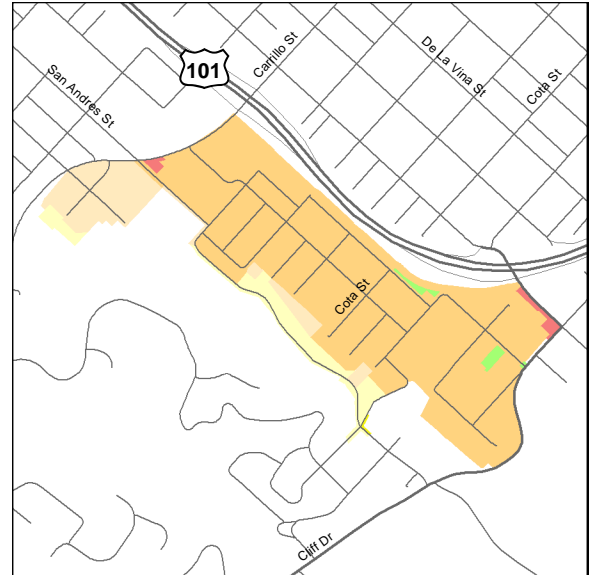 Carrillo St
De La Vina St
Cota St
101
San Andres St
Cota St
Cliff Dr